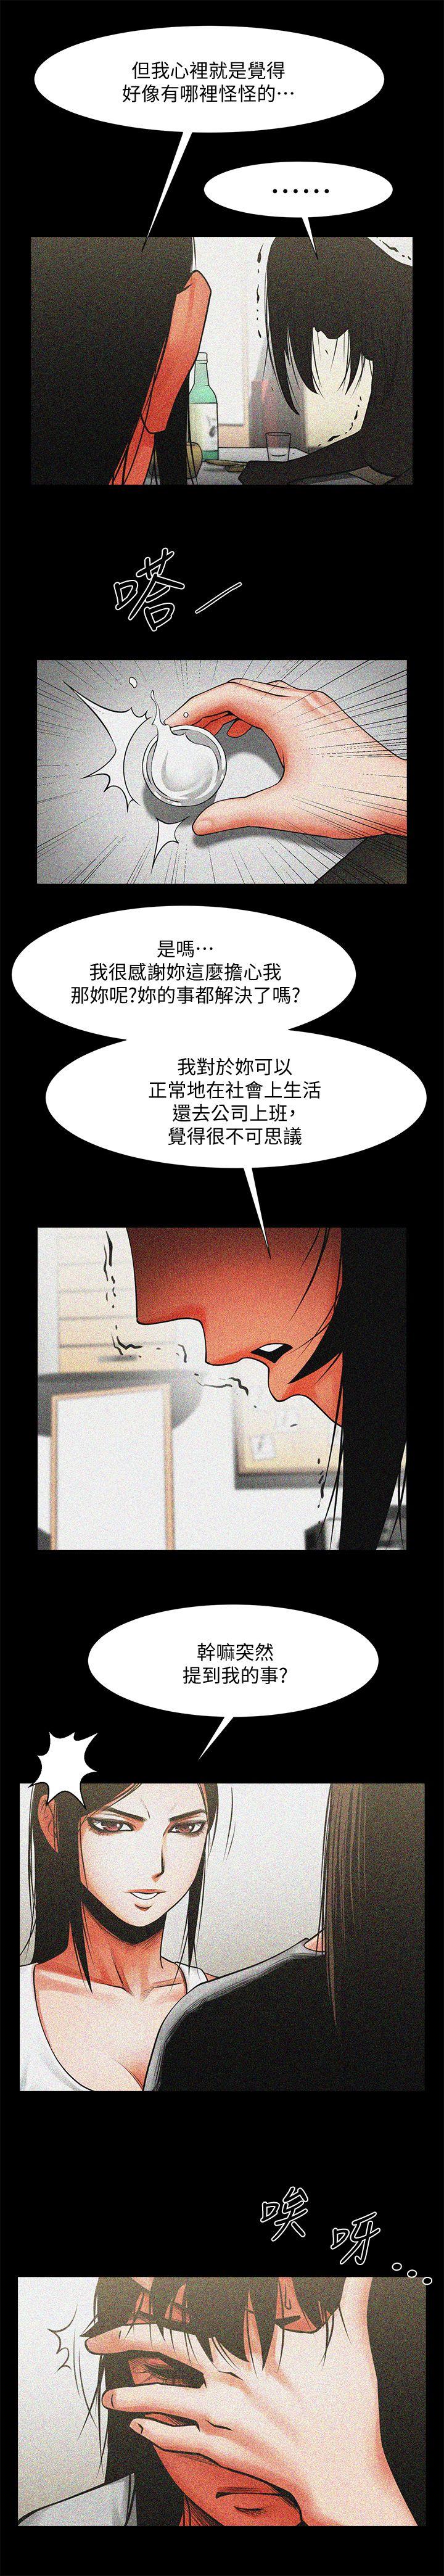 但我心裡就是覺得
好像有哪裡怪怪的…
……
嗒—
是嗎…
我很感謝妳這麼擔心我
那妳呢?妳的事都解決了嗎?
我對於妳可以
正常地在社會上生活
還去公司上班，
覺得很不可思議
幹嘛突然
提到我的事?
唉呀…